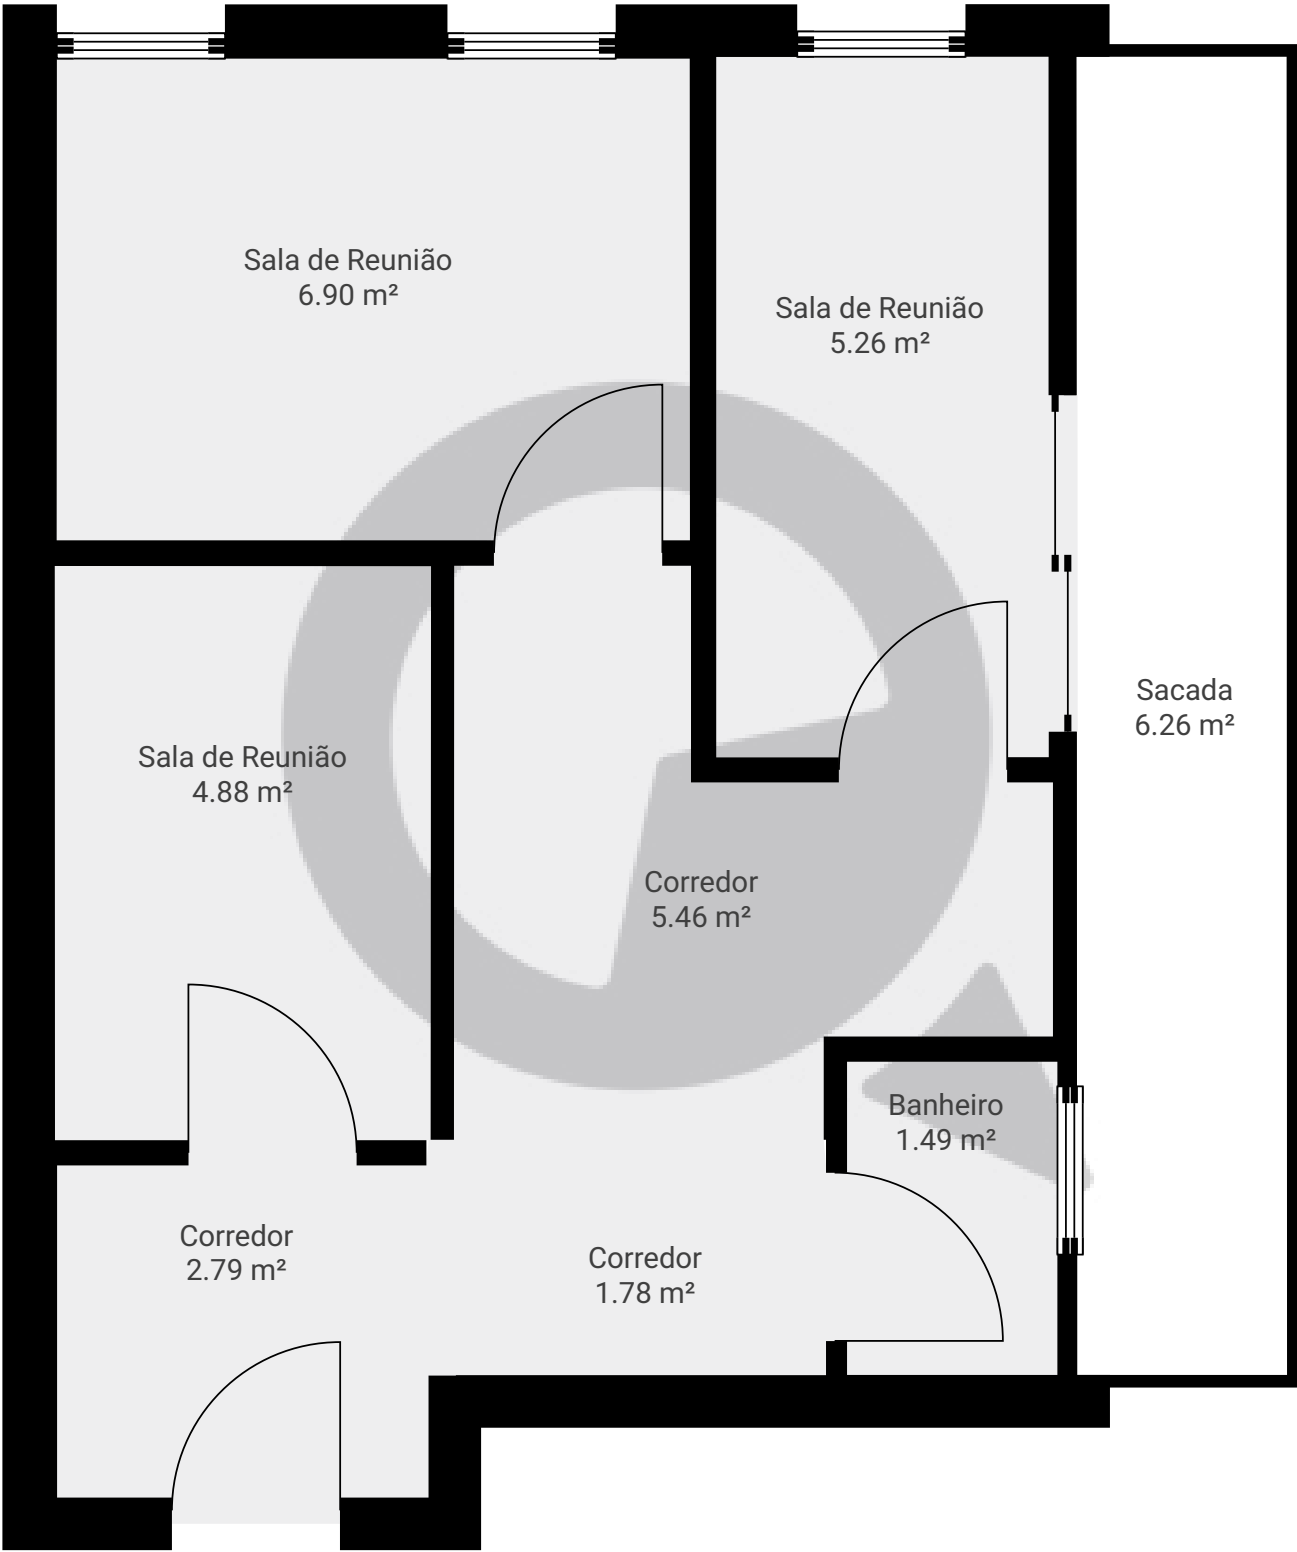 Sala de Reunião
6.90 m²
Sala de Reunião
5.26 m²
Sacada
6.26 m²
Sala de Reunião
4.88 m²
Corredor
5.46 m²
Banheiro
1.49 m²
Corredor
2.79 m²
Corredor
1.78 m²